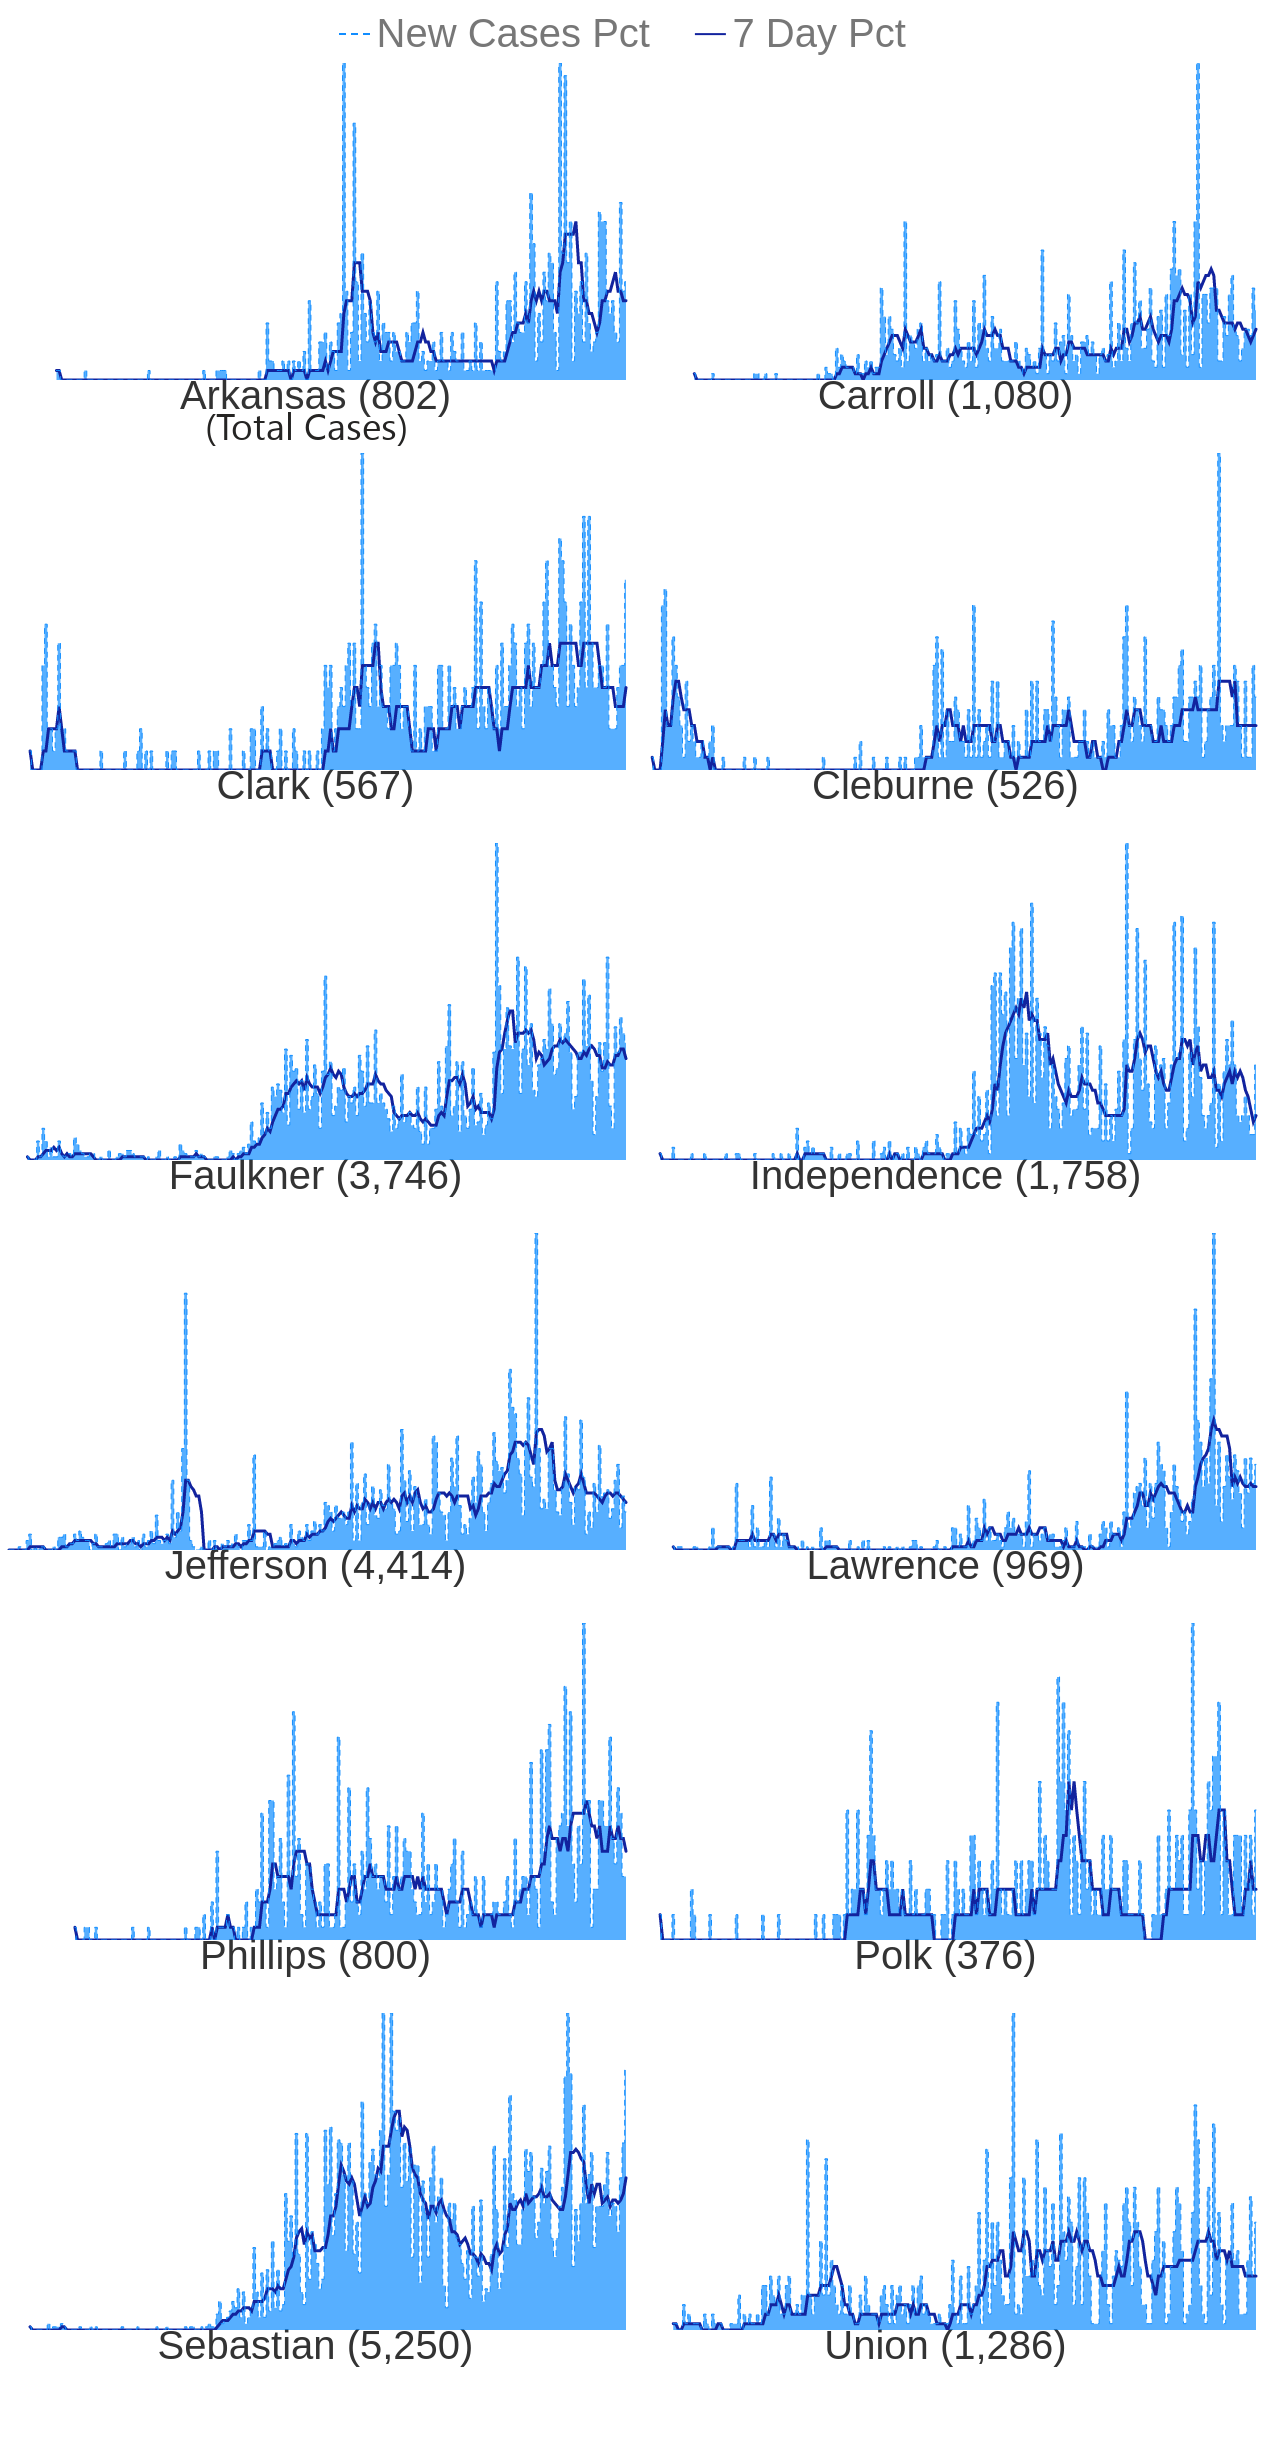 New Cases Pct 7 Day Pct
Arkansas (802) Carroll (1,080)
(Total Cases)
Clark (567) Cleburne (526)
Faulkner (3,746) Independence (1,758)
Jefferson (4,414) Lawrence (969)
Phillips (800) Polk (376)
Sebastian (5,250) Union (1,286)